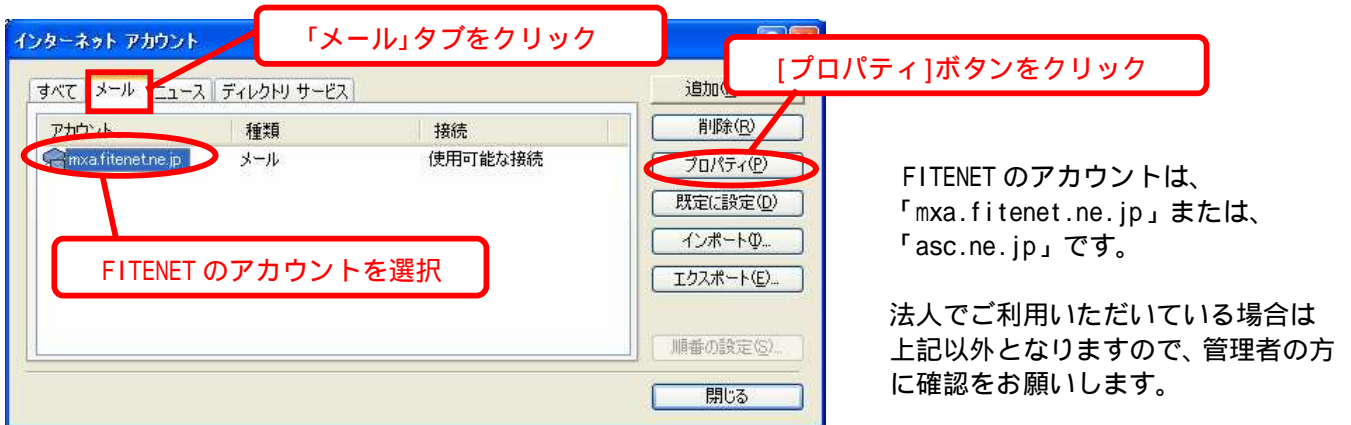 インターネット アカウント
「メール」タブをクリック
[プロパティ]ボタンをクリック
すべて メール ニュース ディレクトリ サービス
追加
アカウント 種類 接続
削除(R)
mxa.fitenet.ne.jp メール 使用可能な接続
プロパティ(P)
既定に設定(D)
インポート(I)...
エクスポート(E)...
FITENET のアカウントを選択
順番の設定(S)...
閉じる
FITENET のアカウントは、
「mxa.fitenet.ne.jp」または、
「asc.ne.jp」です。
法人でご利用いただいている場合は
上記以外となりますので、管理者の方
に確認をお願いします。